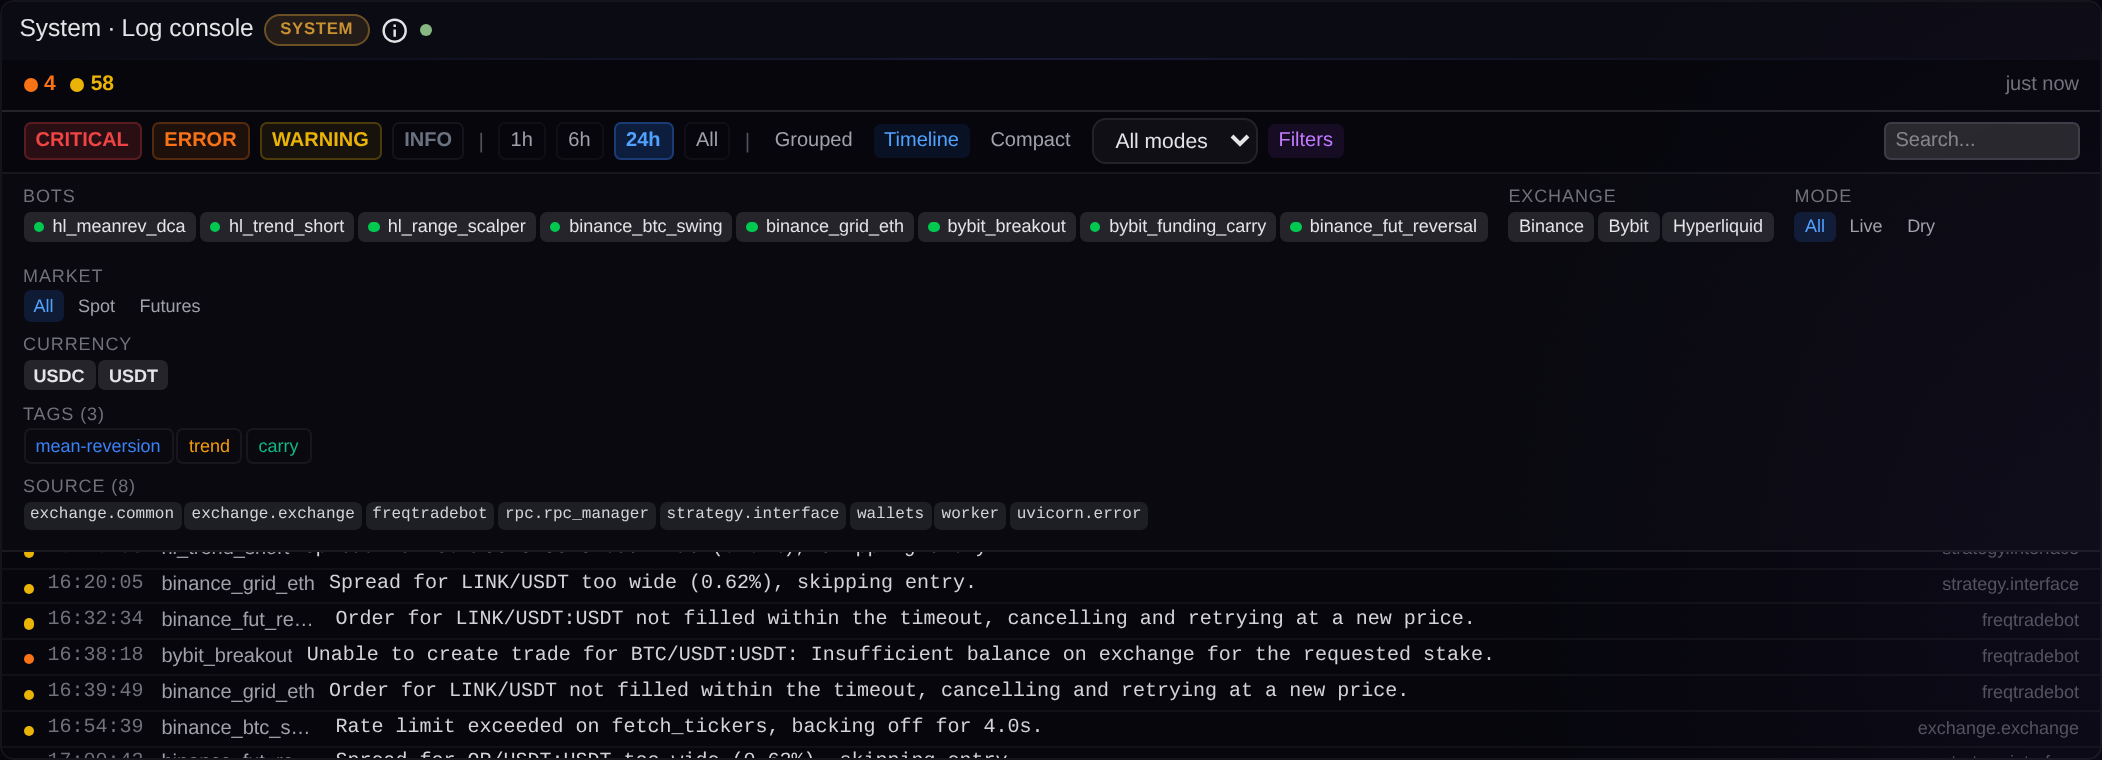 System · Log console SYSTEM
4 58 just now
CRITICAL ERROR WARNING INFO | 1h 6h 24h All | Grouped Timeline Compact All modes Filters Search...
BOTS EXCHANGE MODE
hl_meanrev_dca hl_trend_short hl_range_scalper binance_btc_swing binance_grid_eth bybit_breakout bybit_funding_carry binance_fut_reversal Binance Bybit Hyperliquid All Live Dry
MARKET
All Spot Futures
CURRENCY
USDC USDT
TAGS (3)
mean-reversion trend carry
SOURCE (8)
exchange.common exchange.exchange freqtradebot rpc.rpc_manager strategy.interface wallets worker uvicorn.error
16:20:05 binance_grid_eth Spread for LINK/USDT too wide (0.62%), skipping entry. strategy.interface
16:32:34 binance_fut_re… Order for LINK/USDT:USDT not filled within the timeout, cancelling and retrying at a new price. freqtradebot
16:38:18 bybit_breakout Unable to create trade for BTC/USDT:USDT: Insufficient balance on exchange for the requested stake. freqtradebot
16:39:49 binance_grid_eth Order for LINK/USDT not filled within the timeout, cancelling and retrying at a new price. freqtradebot
16:54:39 binance_btc_s… Rate limit exceeded on fetch_tickers, backing off for 4.0s. exchange.exchange